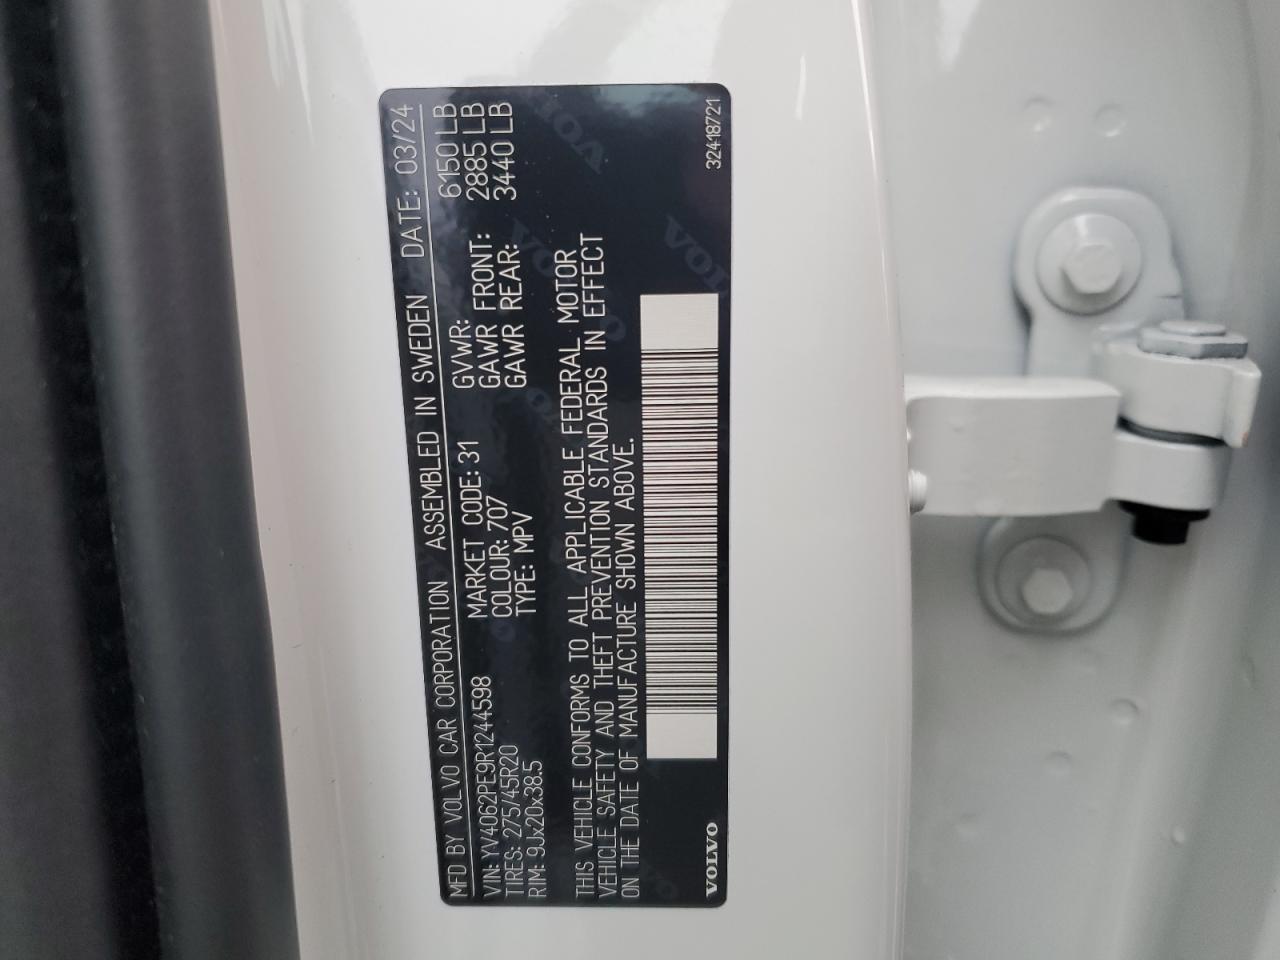 MFD BY VOLVO CAR CORPORATION ASSEMBLED IN SWEDEN DATE: 03/24
VIN: YV4062PE9R1244598 MARKET CODE: 31 GVWR: 6150 LB
TIRES: 275/45R20 COLOUR: 707 GAWR FRONT: 2885 LB
RIM: 9Jx20x38.5 TYPE: MPV GAWR REAR: 3440 LB
THIS VEHICLE CONFORMS TO ALL APPLICABLE FEDERAL MOTOR
VEHICLE SAFETY AND THEFT PREVENTION STANDARDS IN EFFECT
ON THE DATE OF MANUFACTURE SHOWN ABOVE.
VOLVO 32418721